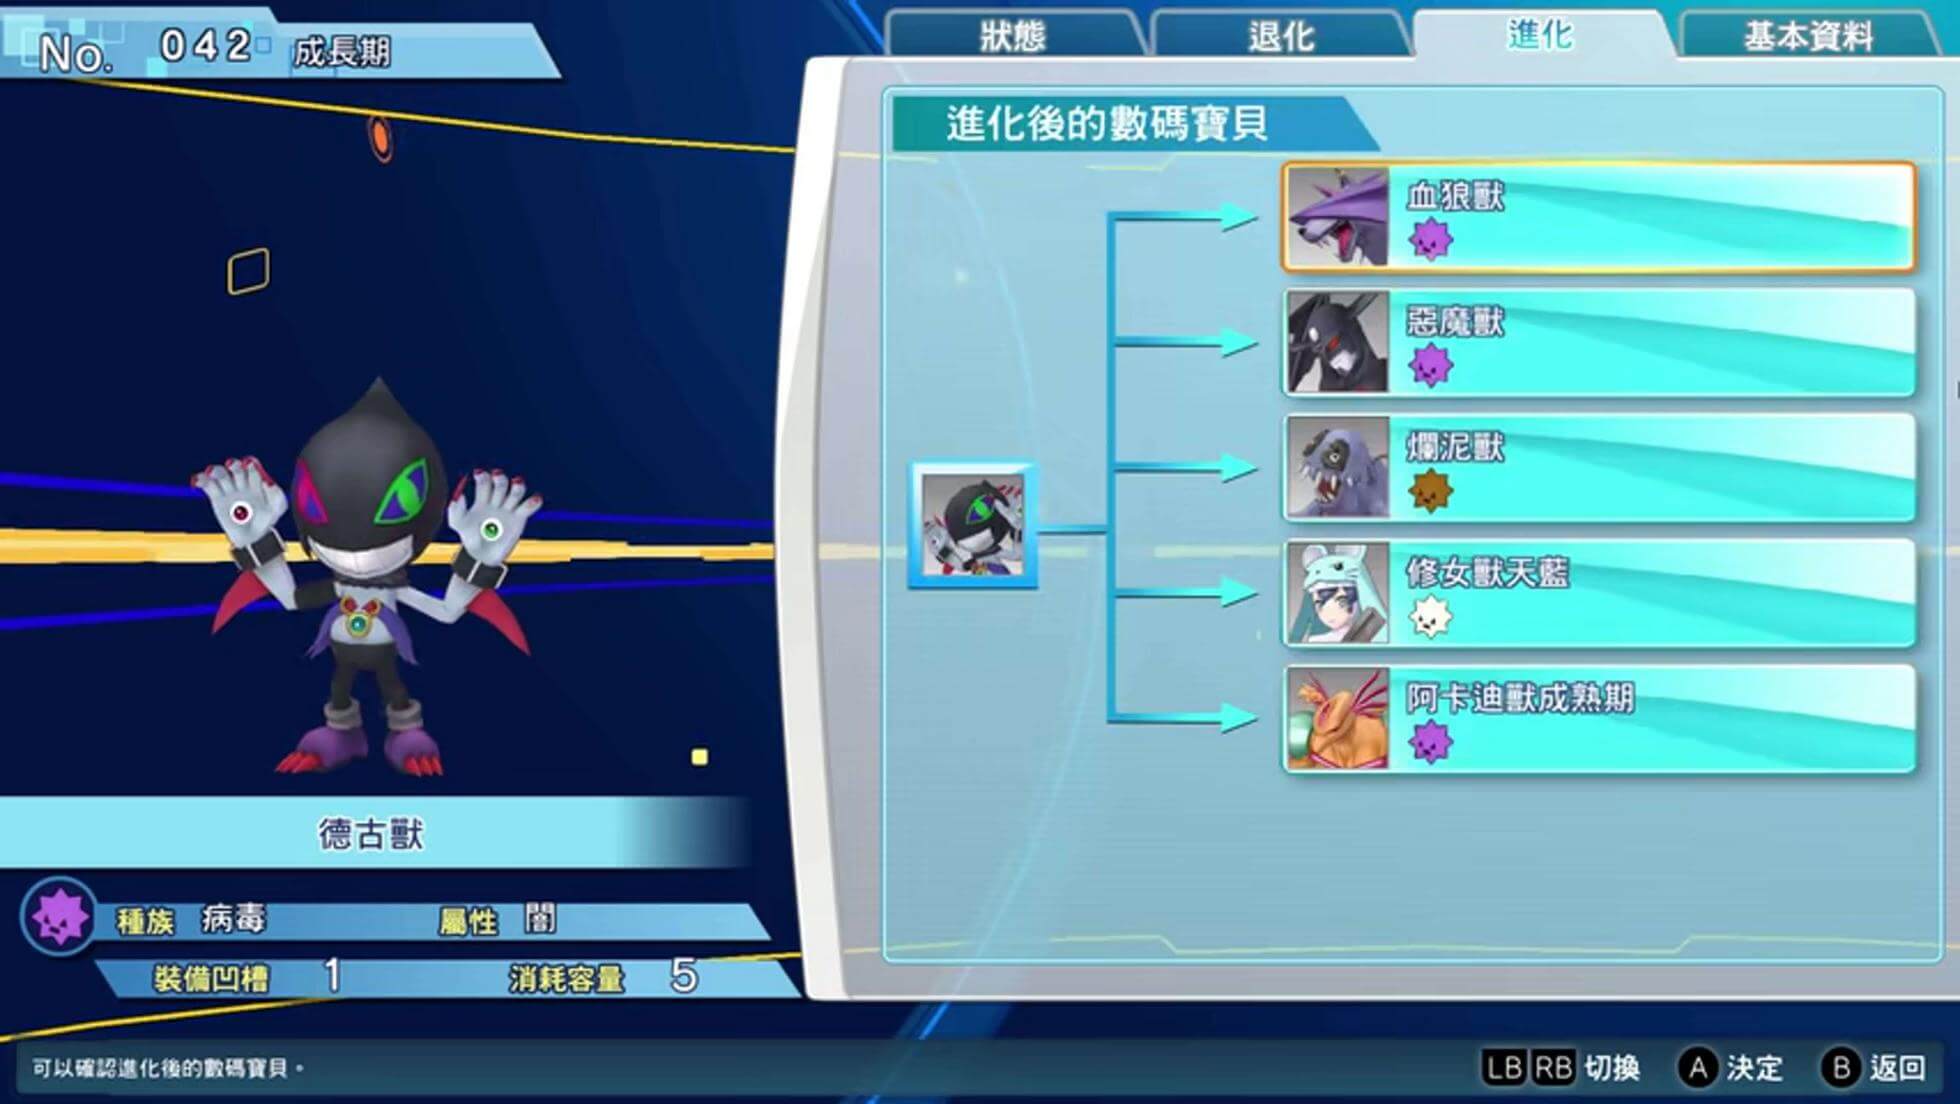 No. 042 成長期
狀態 退化 進化 基本資料
進化後的數碼寶貝
血狼獸
惡魔獸
爛泥獸
修女獸天藍
阿卡迪獸成熟期
德古獸
種族 病毒 屬性 闇
裝備凹槽 1 消耗容量 5
可以確認進化後的數碼寶貝。
LB RB 切換 A 決定 B 返回